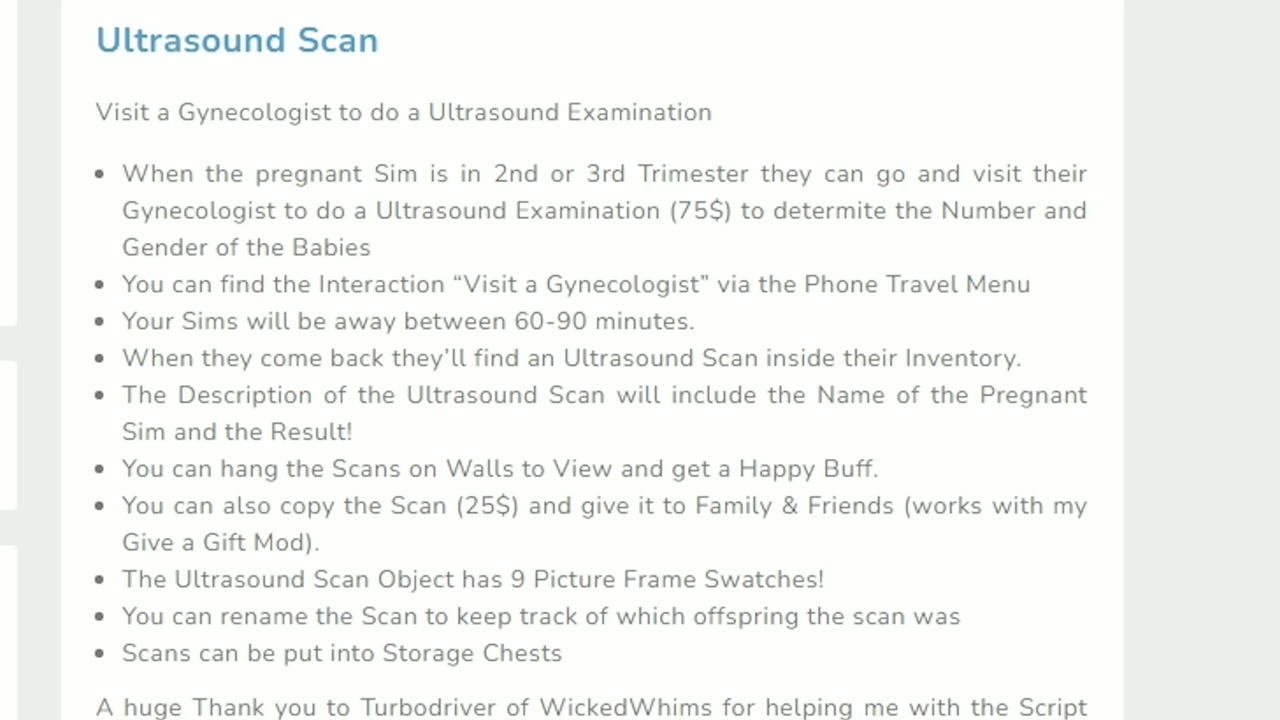 Ultrasound Scan
Visit a Gynecologist to do a Ultrasound Examination
When the pregnant Sim is in 2nd or 3rd Trimester they can go and visit their
Gynecologist to do a Ultrasound Examination (75$) to determite the Number and
Gender of the Babies
You can find the Interaction “Visit a Gynecologist” via the Phone Travel Menu
Your Sims will be away between 60-90 minutes.
When they come back they’ll find an Ultrasound Scan inside their Inventory.
The Description of the Ultrasound Scan will include the Name of the Pregnant
Sim and the Result!
You can hang the Scans on Walls to View and get a Happy Buff.
You can also copy the Scan (25$) and give it to Family & Friends (works with my
Give a Gift Mod).
The Ultrasound Scan Object has 9 Picture Frame Swatches!
You can rename the Scan to keep track of which offspring the scan was
Scans can be put into Storage Chests
A huge Thank you to Turbodriver of WickedWhims for helping me with the Script